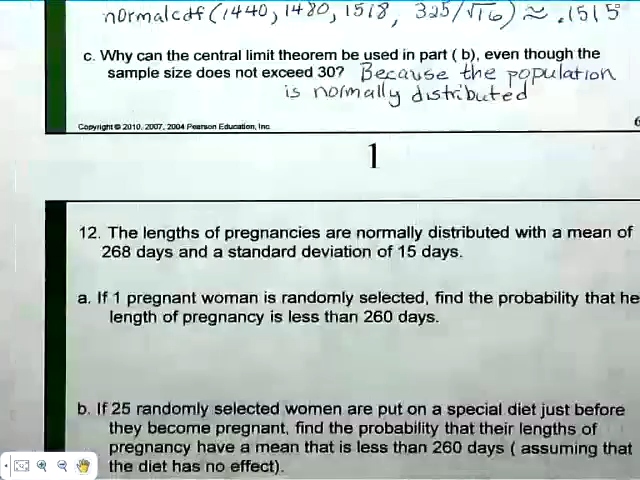 normalcdf(1440, 1480, 1518, 325/√16) ≈ .1515
c. Why can the central limit theorem be used in part ( b), even though the
sample size does not exceed 30? Because the population
is normally distributed
Copyright © 2010, 2007, 2004 Pearson Education, Inc.
6
1
12. The lengths of pregnancies are normally distributed with a mean of
268 days and a standard deviation of 15 days.
a. If 1 pregnant woman is randomly selected, find the probability that he
length of pregnancy is less than 260 days.
b. If 25 randomly selected women are put on a special diet just before
they become pregnant, find the probability that their lengths of
pregnancy have a mean that is less than 260 days ( assuming that
the diet has no effect).